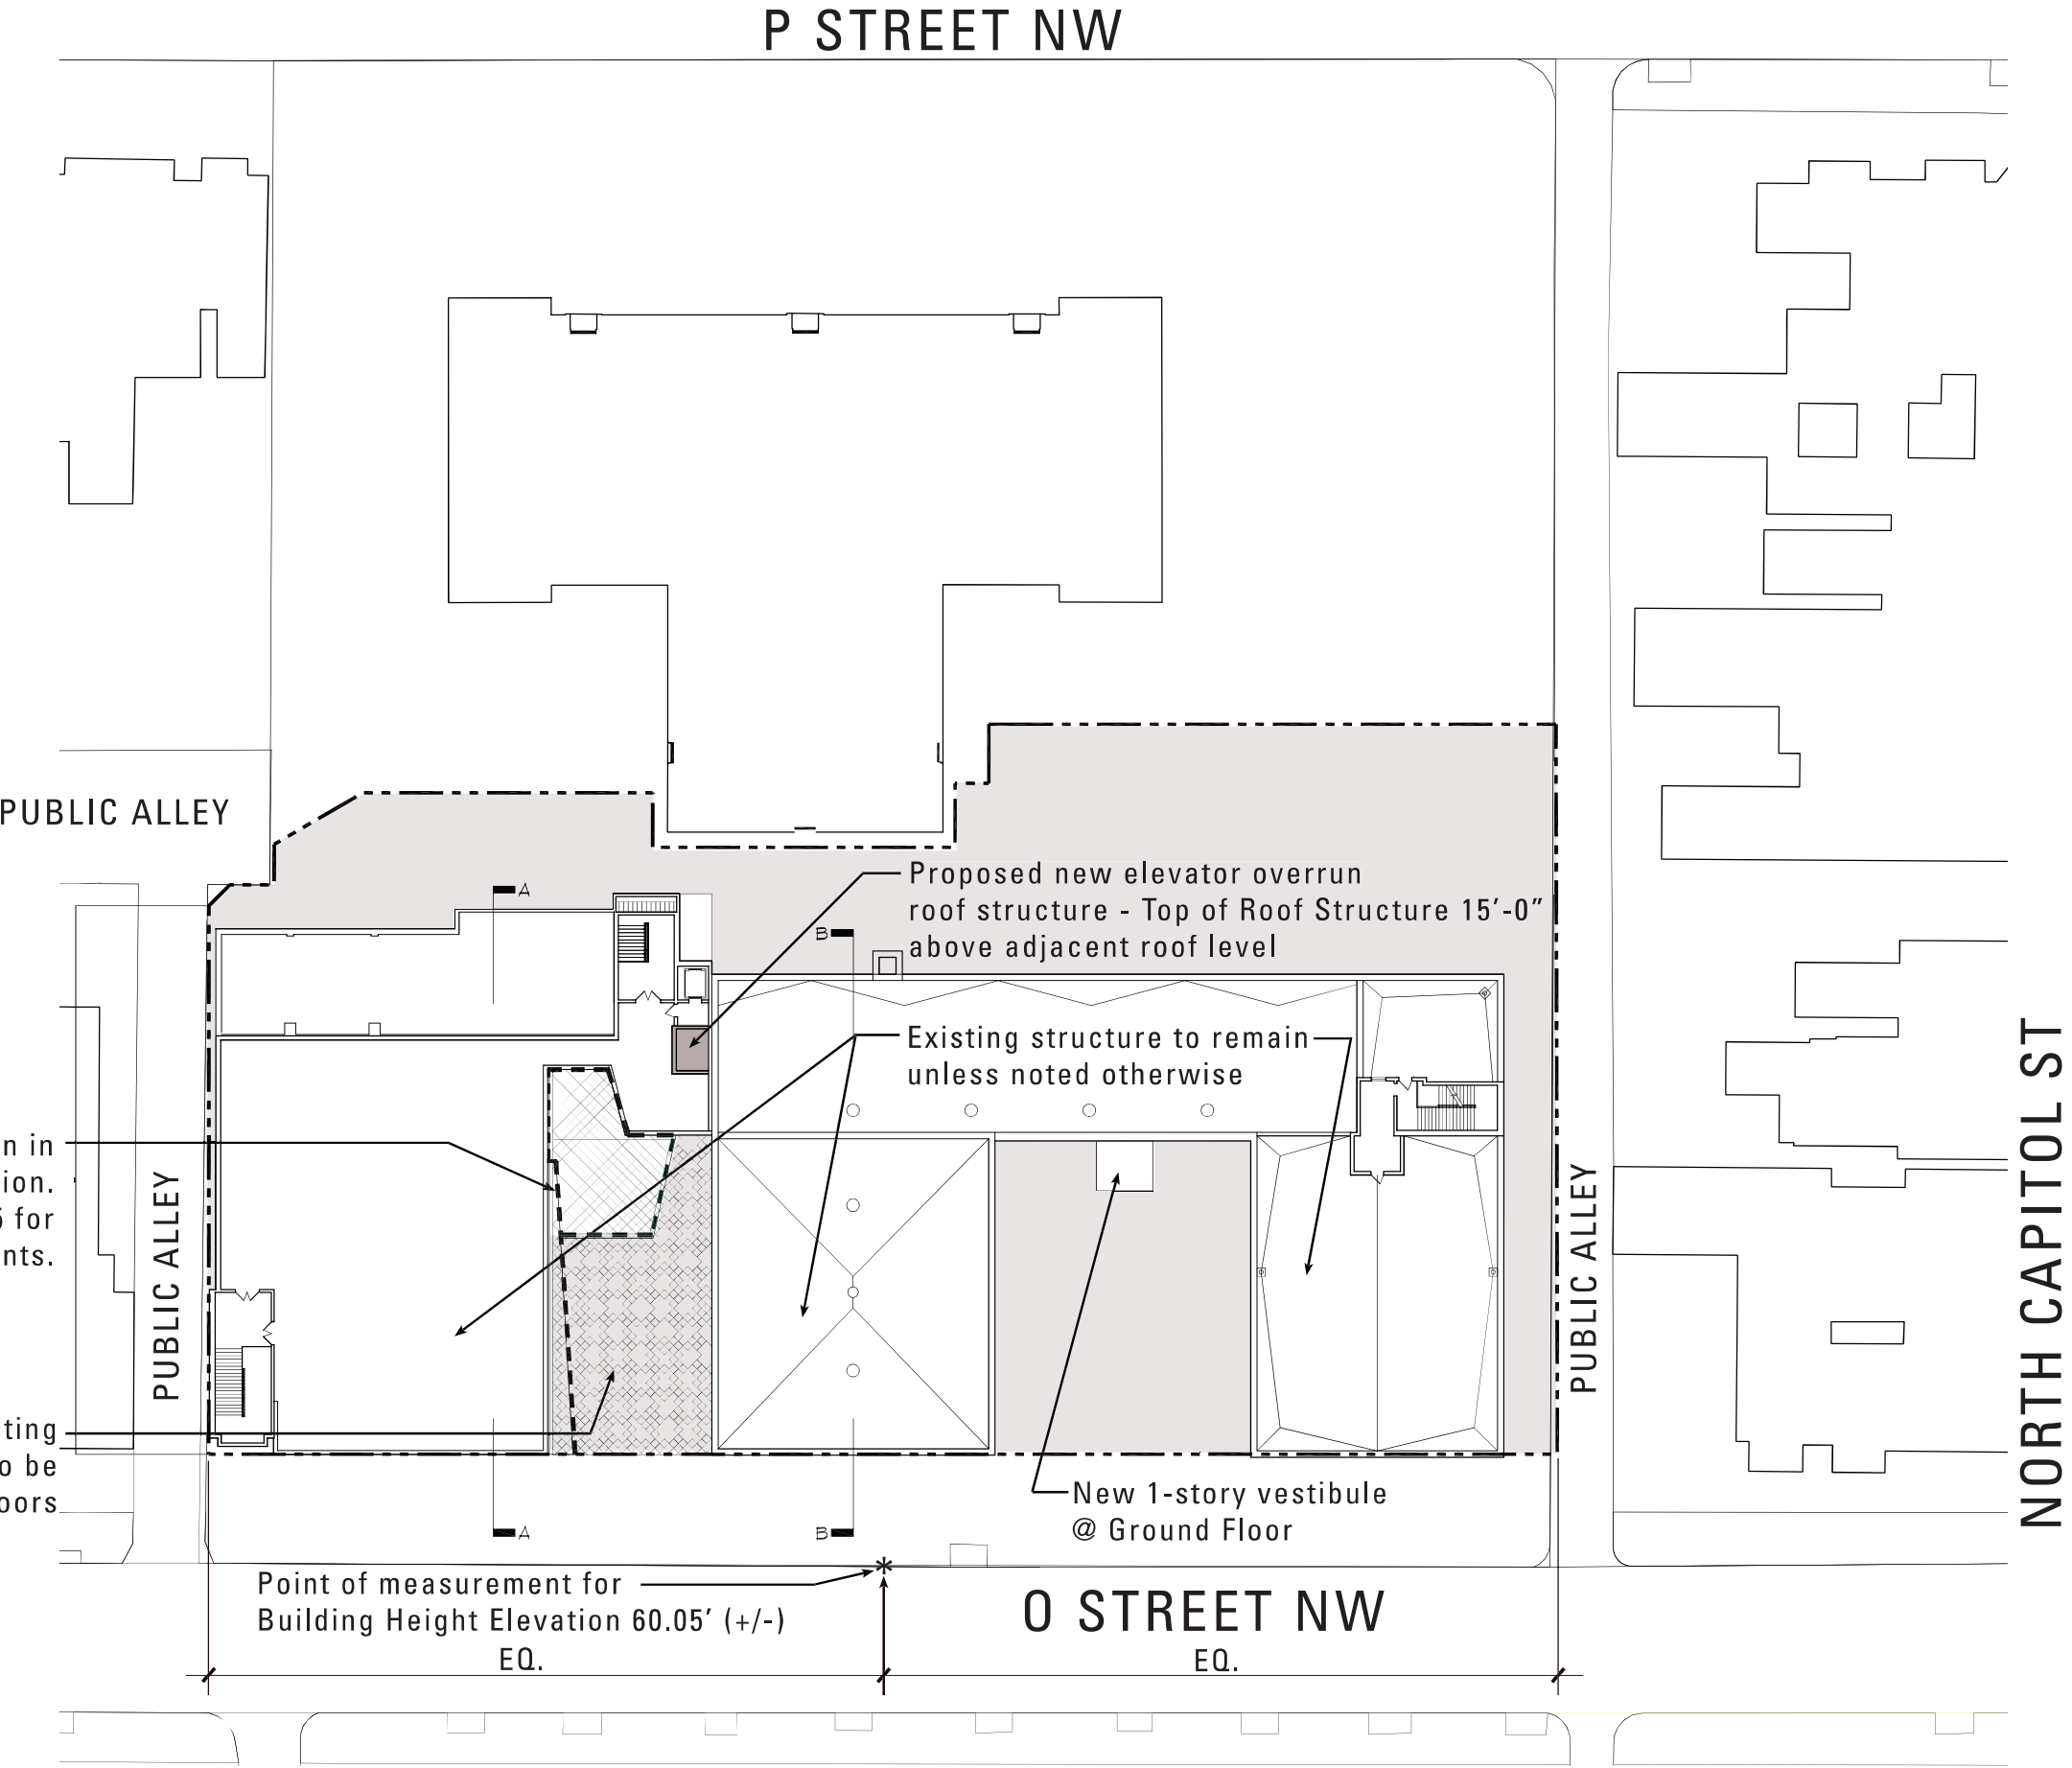 P STREET NW
PUBLIC ALLEY
A
B
Proposed new elevator overrun
roof structure - Top of Roof Structure 15'-0"
above adjacent roof level
Existing structure to remain
unless noted otherwise
n in
ion.
for
nts.
PUBLIC ALLEY
PUBLIC ALLEY
NORTH CAPITOL ST
ting
o be
oors
New 1-story vestibule
@ Ground Floor
A
B
Point of measurement for
Building Height Elevation 60.05' (+/-)
O STREET NW
EQ.
EQ.